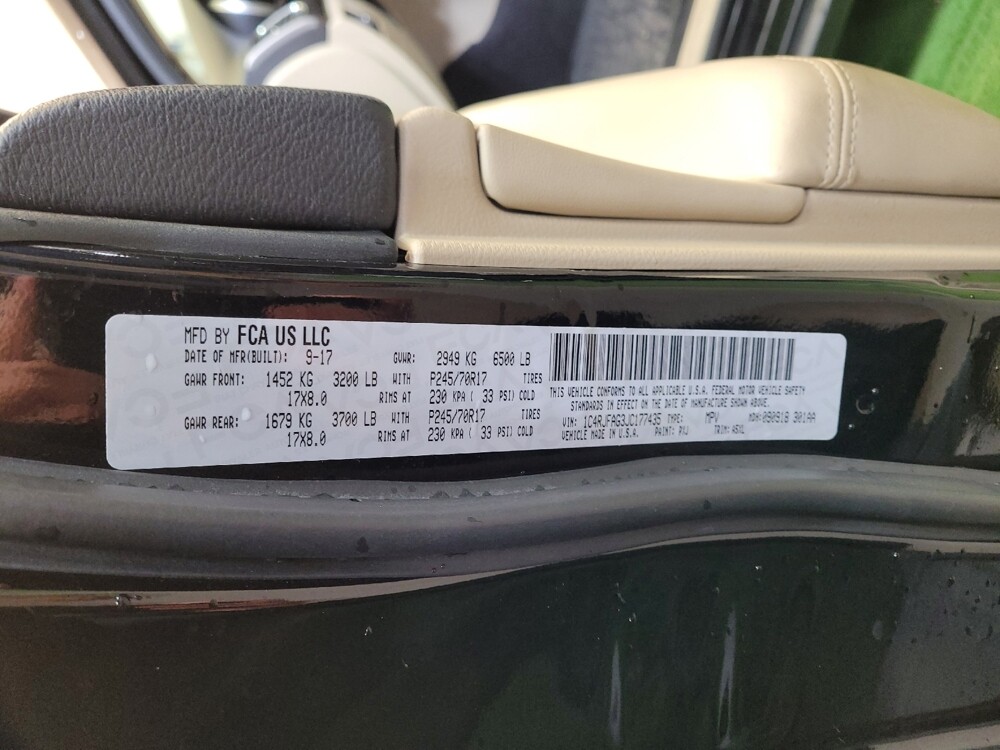 MFD BY FCA US LLC
DATE OF MFR(BUILT): 9-17 GVWR: 2949 KG 6500 LB
GAWR FRONT: 1452 KG 3200 LB WITH P245/70R17 TIRES
17X8.0 RIMS AT 230 KPA ( 33 PSI) COLD
GAWR REAR: 1679 KG 3700 LB WITH P245/70R17 TIRES
17X8.0 RIMS AT 230 KPA ( 33 PSI) COLD
THIS VEHICLE CONFORMS TO ALL APPLICABLE U.S.A. FEDERAL MOTOR VEHICLE SAFETY
STANDARDS IN EFFECT ON THE DATE OF MANUFACTURE SHOWN ABOVE.
VIN: 1C4RJFAG3JC177435 TYPE: MPV MDH: 090918 901AA
VEHICLE MADE IN U.S.A. PAINT: PXJ TRIM: